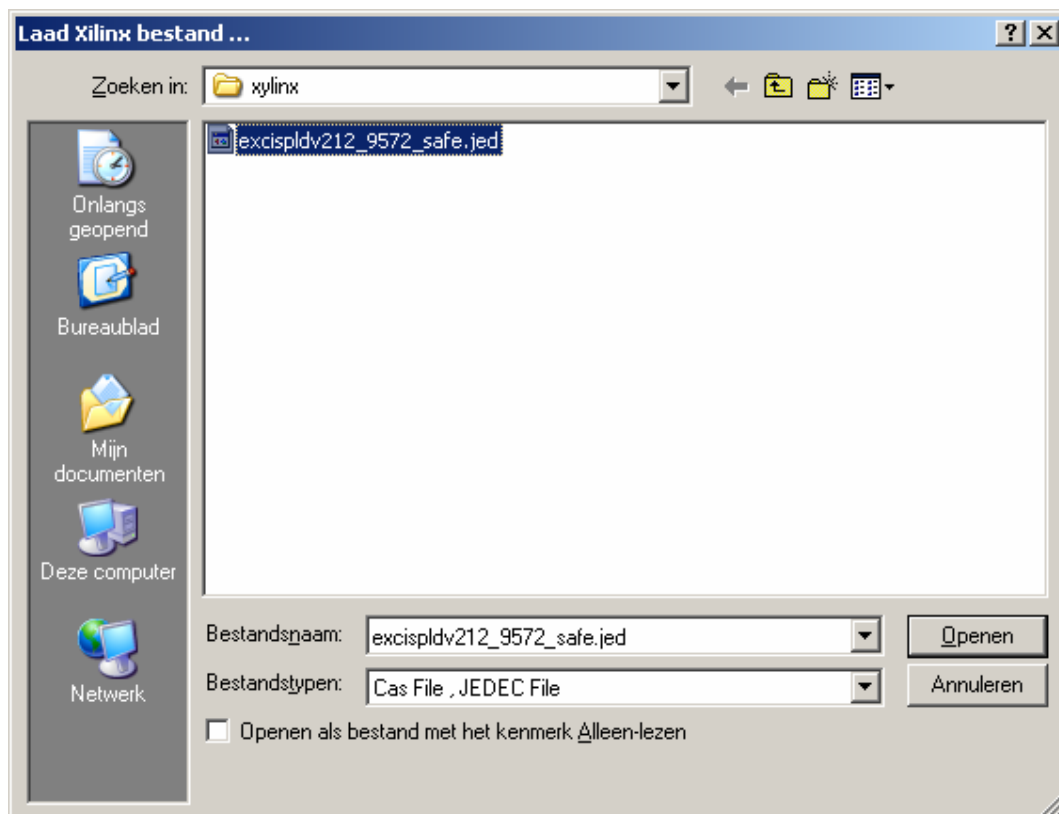 Laad Xilinx bestand ...
Zoeken in:
xylinx
excispldv212_9572_safe.jed
Onlangs
geopend
Bureaublad
Mijn
documenten
Deze computer
Netwerk
Bestandsnaam:
excispldv212_9572_safe.jed
Openen
Bestandstypen:
Cas File , JEDEC File
Annuleren
Openen als bestand met het kenmerk Alleen-lezen